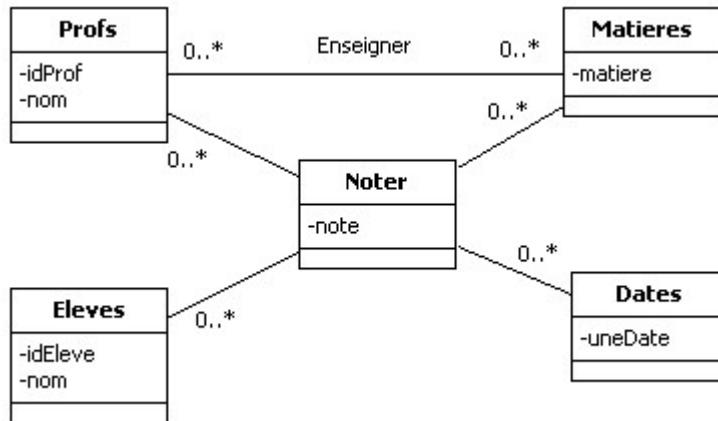 Profs
-idProf
-nom
0..*
Enseigner
0..*
Matieres
-matiere
0..*
0..*
Noter
-note
0..*
Eleves
-idEleve
-nom
0..*
Dates
-uneDate